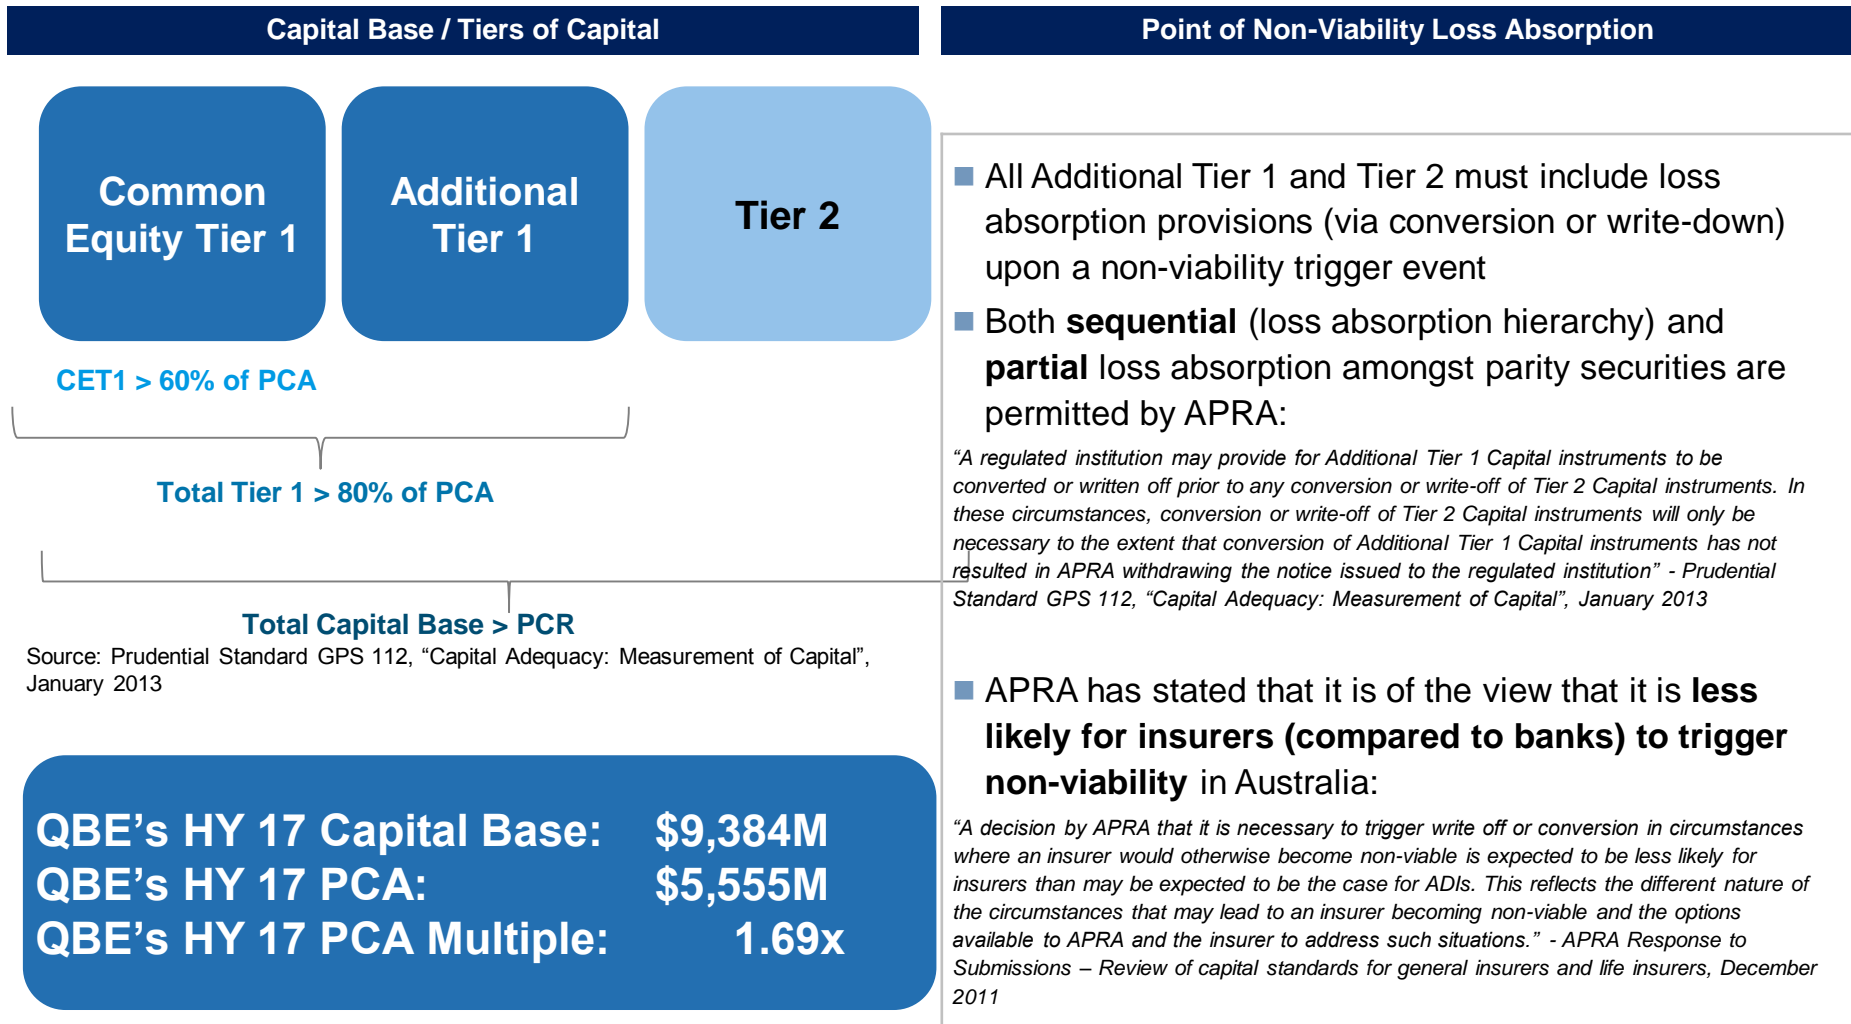 Capital Base / Tiers of Capital
Common
Equity Tier 1
Additional
Tier 1
Tier 2
CET1 > 60% of PCA
Total Tier 1 > 80% of PCA
Total Capital Base > PCR
Source: Prudential Standard GPS 112, “Capital Adequacy: Measurement of Capital”,
January 2013
QBE’s HY 17 Capital Base: $9,384M
QBE’s HY 17 PCA: $5,555M
QBE’s HY 17 PCA Multiple: 1.69x
Point of Non-Viability Loss Absorption
All Additional Tier 1 and Tier 2 must include loss
absorption provisions (via conversion or write-down)
upon a non-viability trigger event
Both sequential (loss absorption hierarchy) and
partial loss absorption amongst parity securities are
permitted by APRA:
“A regulated institution may provide for Additional Tier 1 Capital instruments to be
converted or written off prior to any conversion or write-off of Tier 2 Capital instruments. In
these circumstances, conversion or write-off of Tier 2 Capital instruments will only be
necessary to the extent that conversion of Additional Tier 1 Capital instruments has not
resulted in APRA withdrawing the notice issued to the regulated institution” - Prudential
Standard GPS 112, “Capital Adequacy: Measurement of Capital”, January 2013
APRA has stated that it is of the view that it is less
likely for insurers (compared to banks) to trigger
non-viability in Australia:
“A decision by APRA that it is necessary to trigger write off or conversion in circumstances
where an insurer would otherwise become non-viable is expected to be less likely for
insurers than may be expected to be the case for ADIs. This reflects the different nature of
the circumstances that may lead to an insurer becoming non-viable and the options
available to APRA and the insurer to address such situations.” - APRA Response to
Submissions – Review of capital standards for general insurers and life insurers, December
2011